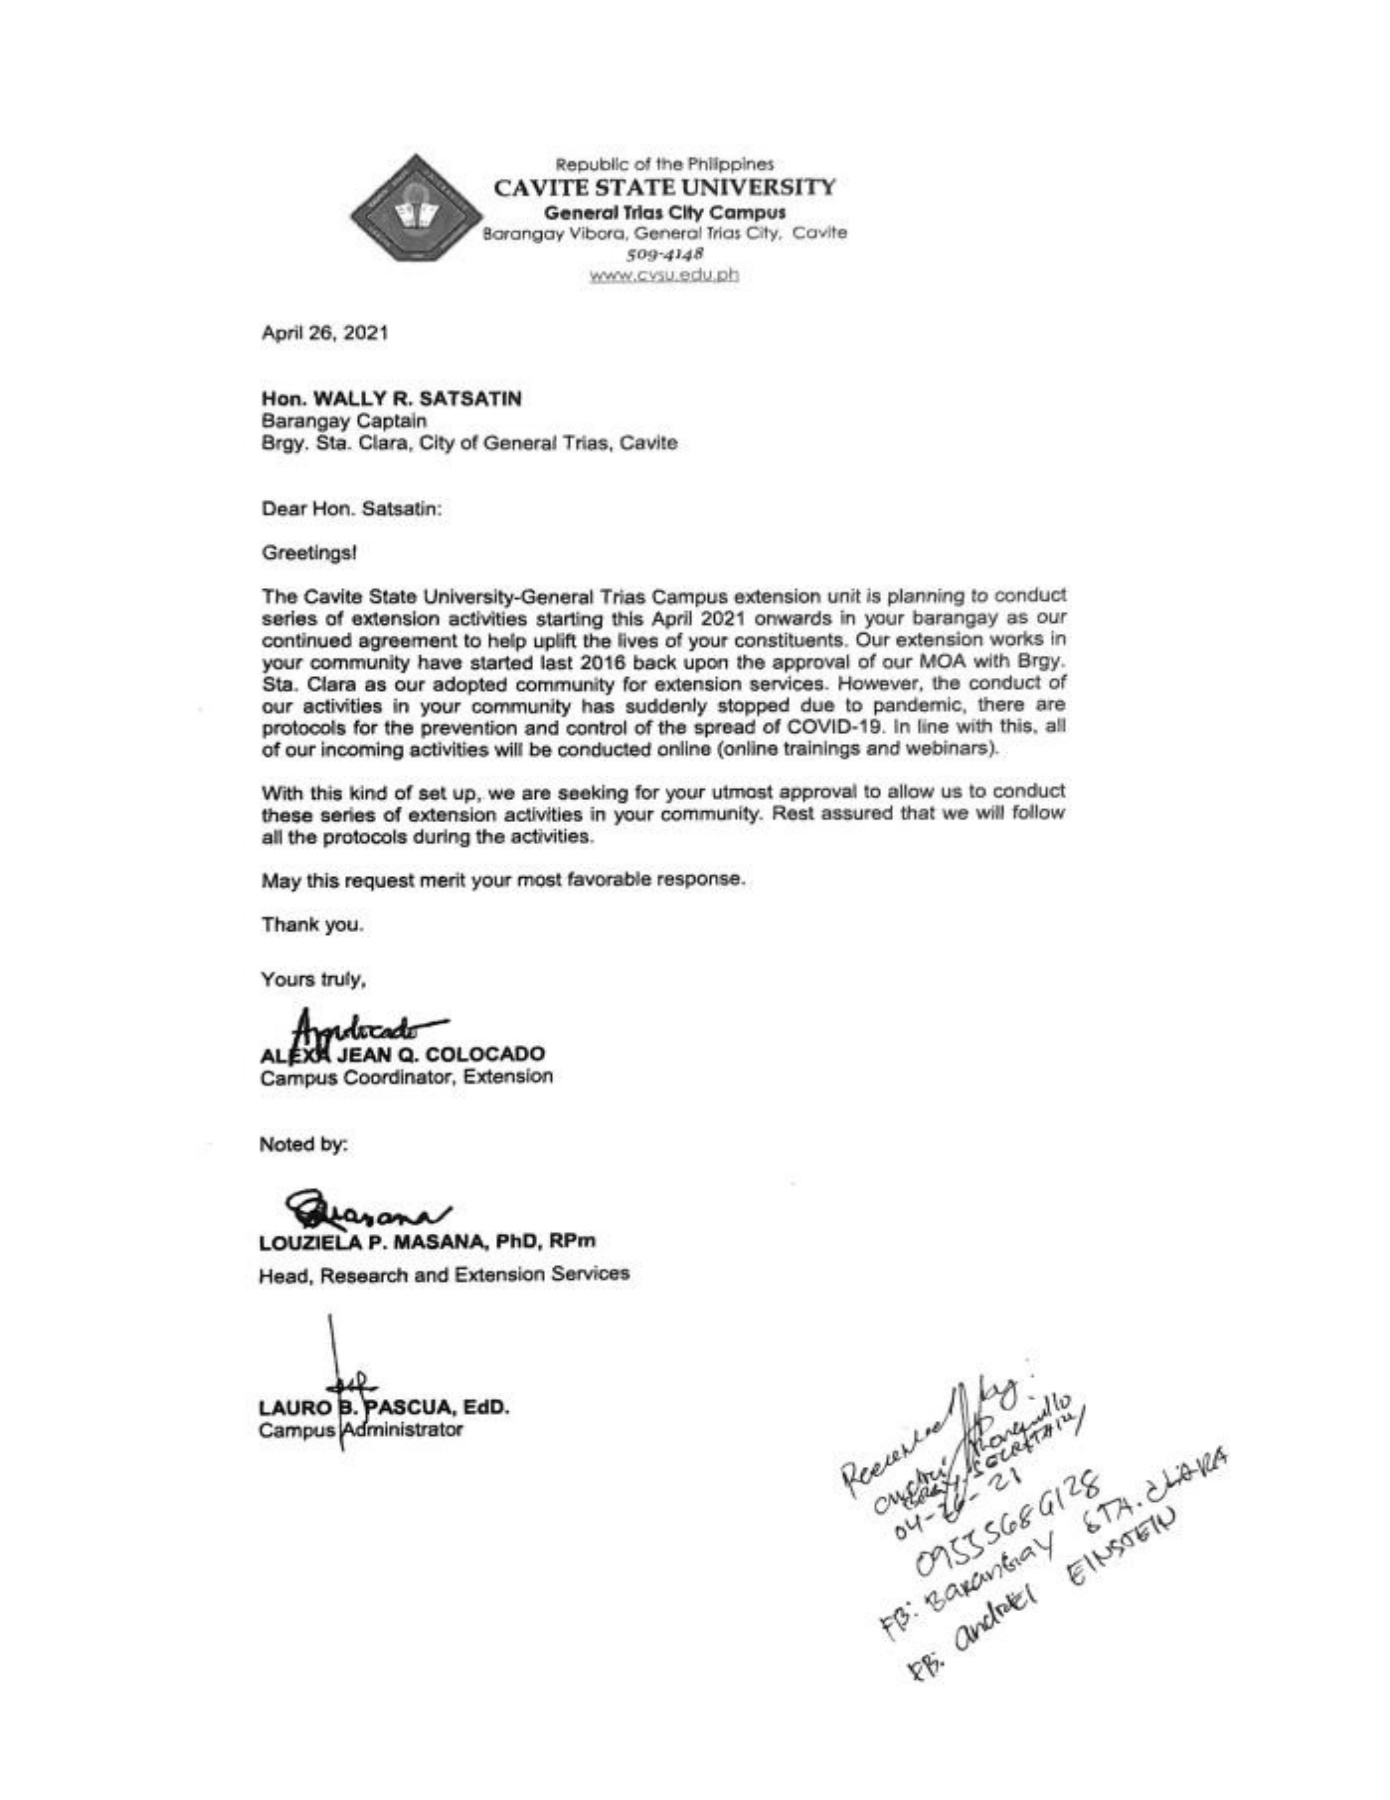 Republic of the Philippines
CAVITE STATE UNIVERSITY
General Trias City Campus
Barangay Vibora, General Trias City, Cavite
509-4148
www.cvsu.edu.ph
April 26, 2021
Hon. WALLY R. SATSATIN
Barangay Captain
Brgy. Sta. Clara, City of General Trias, Cavite
Dear Hon. Satsatin:
Greetings!
The Cavite State University-General Trias Campus extension unit is planning to conduct
series of extension activities starting this April 2021 onwards in your barangay as our
continued agreement to help uplift the lives of your constituents. Our extension works in
your community have started last 2016 back upon the approval of our MOA with Brgy.
Sta. Clara as our adopted community for extension services. However, the conduct of
our activities in your community has suddenly stopped due to pandemic, there are
protocols for the prevention and control of the spread of COVID-19. In line with this, all
of our incoming activities will be conducted online (online trainings and webinars).
With this kind of set up, we are seeking for your utmost approval to allow us to conduct
these series of extension activities in your community. Rest assured that we will follow
all the protocols during the activities.
May this request merit your most favorable response.
Thank you.
Yours truly,
ALEXA JEAN Q. COLOCADO
Campus Coordinator, Extension
Noted by:
LOUZIELA P. MASANA, PhD, RPm
Head, Research and Extension Services
LAURO B. PASCUA, EdD.
Campus Administrator
Received by:
SECRETARY
04-26-21
FB: BARANGAY STA. CLARA
FB: EINSTEIN